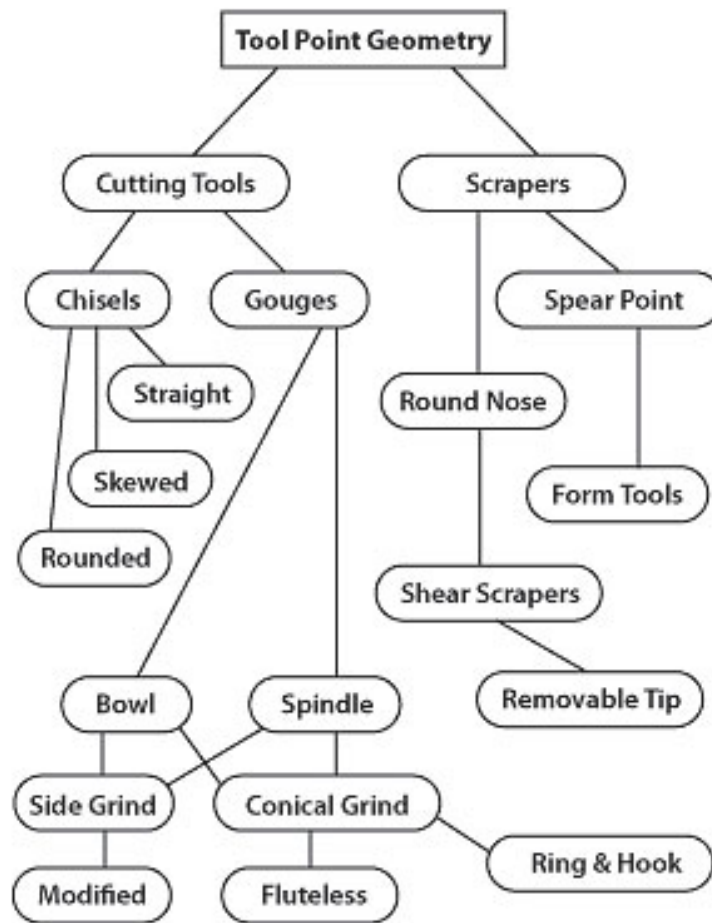 Tool Point Geometry
Cutting Tools
Scrapers
Chisels
Gouges
Spear Point
Straight
Round Nose
Skewed
Form Tools
Rounded
Shear Scrapers
Bowl
Spindle
Removable Tip
Side Grind
Conical Grind
Ring & Hook
Modified
Fluteless